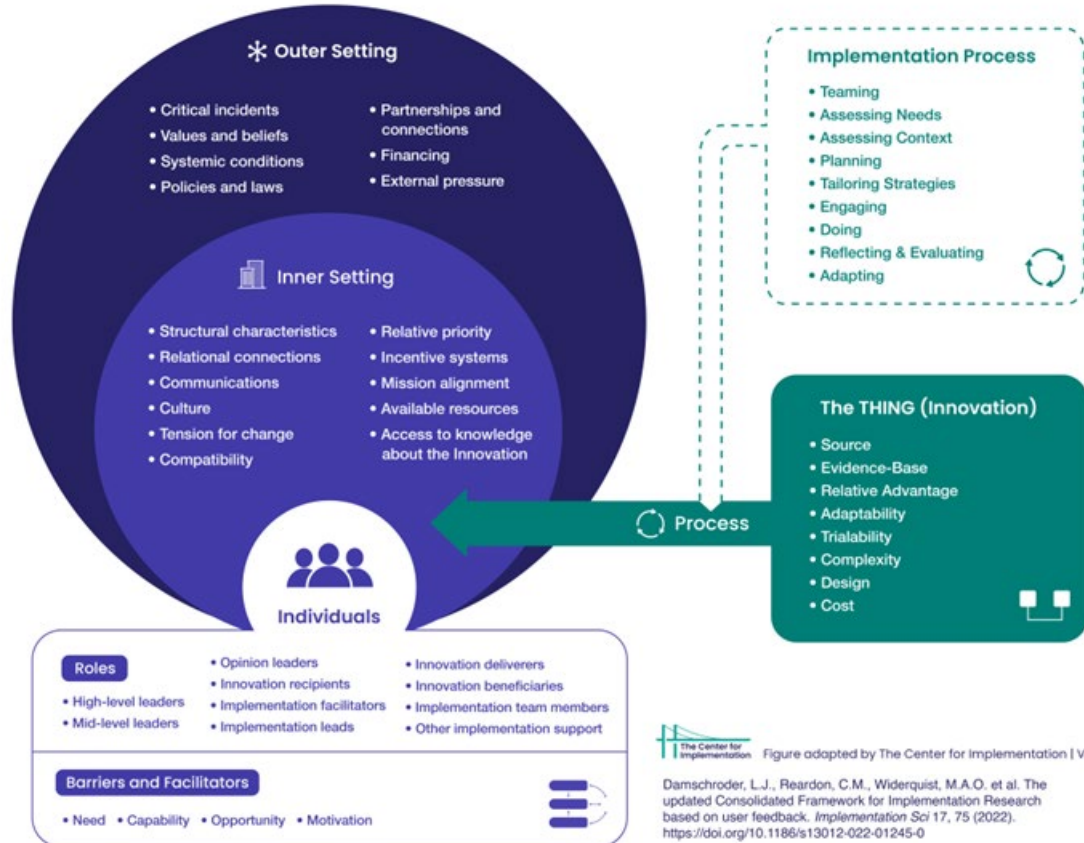 Outer Setting
• Critical incidents
• Values and beliefs
• Systemic conditions
• Policies and laws
• Partnerships and
connections
• Financing
• External pressure
Inner Setting
• Structural characteristics
• Relational connections
• Communications
• Culture
• Tension for change
• Compatibility
• Relative priority
• Incentive systems
• Mission alignment
• Available resources
• Access to knowledge
about the Innovation
Individuals
Roles
• High-level leaders
• Mid-level leaders
• Opinion leaders
• Innovation recipients
• Implementation facilitators
• Implementation leads
• Innovation deliverers
• Innovation beneficiaries
• Implementation team members
• Other implementation support
Barriers and Facilitators
• Need • Capability • Opportunity • Motivation
Implementation Process
• Teaming
• Assessing Needs
• Assessing Context
• Planning
• Tailoring Strategies
• Engaging
• Doing
• Reflecting & Evaluating
• Adapting
Process
The THING (Innovation)
• Source
• Evidence-Base
• Relative Advantage
• Adaptability
• Trialability
• Complexity
• Design
• Cost
The Center for
Implementation
Figure adapted by The Center for Implementation | V
Damschroder, L.J., Reardon, C.M., Widerquist, M.A.O. et al. The
updated Consolidated Framework for Implementation Research
based on user feedback. Implementation Sci 17, 75 (2022).
https://doi.org/10.1186/s13012-022-01245-0